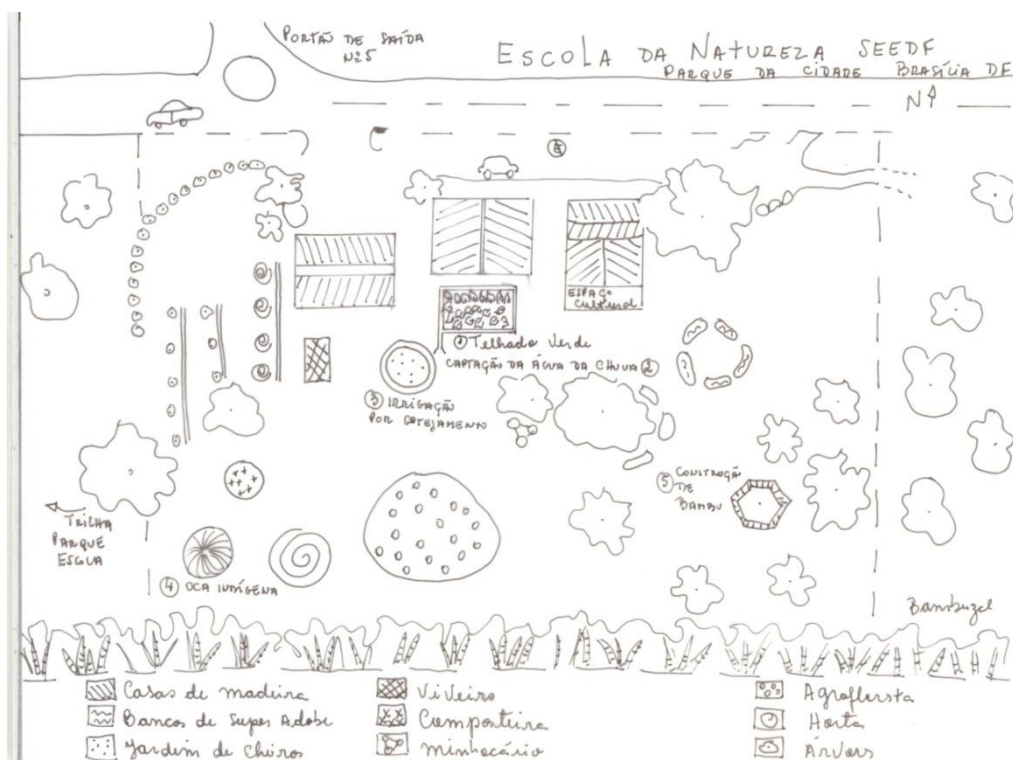 PORTÃO DE SAÍDA
Nº5
ESCOLA DA NATUREZA SEEDF
PARQUE DA CIDADE BRASÍLIA DF
N
ESPAÇO
Cultural
① Telhado Verde
CAPTAÇÃO DA ÁGUA DA CHUVA ②
③ IRRIGAÇÃO
POR GOTEJAMENTO
⑤ CONSTRUÇÃO
DE
BAMBU
TRILHA
PARQUE
ESCOLA
④ OCA INDÍGENA
Bambuzal
Casas de madeira
Bancos de Super Adobe
Jardim de Cheiros
Viveiro
Composteira
minhocário
Agrofloresta
Horta
Árvores